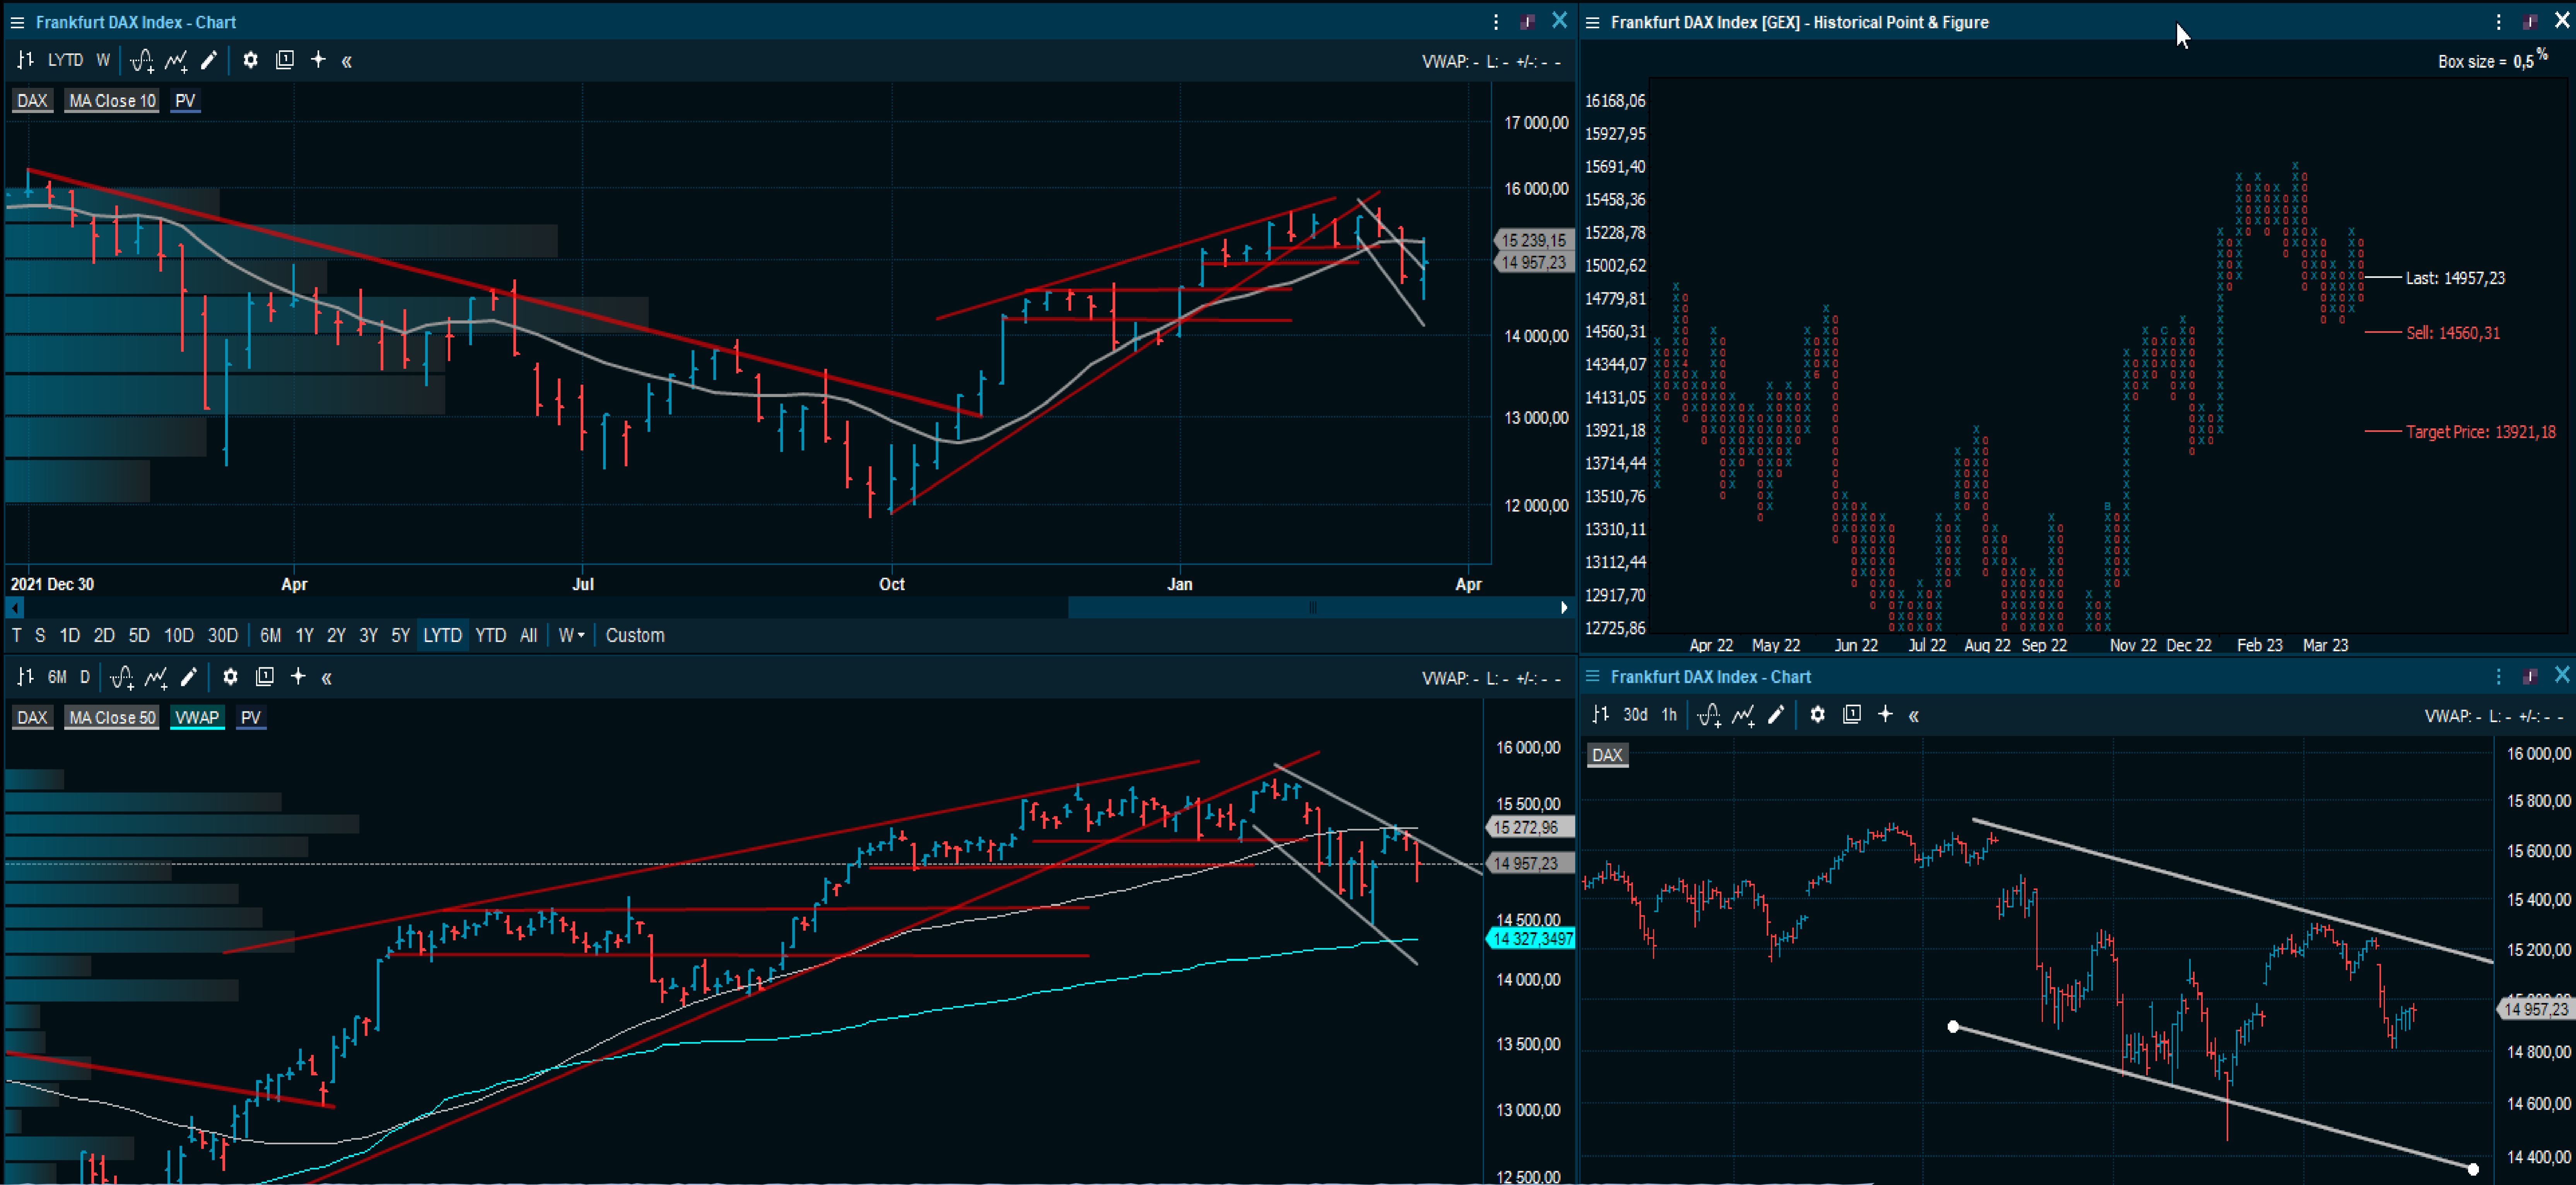 Frankfurt DAX Index - Chart
LYTD W
VWAP: - L: - +/-: - -
DAX MA Close 10 PV
17 000,00
16 000,00
15 239,15
14 957,23
14 000,00
13 000,00
12 000,00
2021 Dec 30 Apr Jul Oct Jan Apr
T S 1D 2D 5D 10D 30D 6M 1Y 2Y 3Y 5Y LYTD YTD All W Custom
Frankfurt DAX Index [GEX] - Historical Point & Figure
Box size = 0,5 %
16168,06
15927,95
15691,40
15458,36
15228,78
15002,62
14779,81
14560,31
14344,07
14131,05
13921,18
13714,44
13510,76
13310,11
13112,44
12917,70
12725,86
Last: 14957,23
Sell: 14560,31
Target Price: 13921,18
Apr 22 May 22 Jun 22 Jul 22 Aug 22 Sep 22 Nov 22 Dec 22 Feb 23 Mar 23
6M D
VWAP: - L: - +/-: - -
DAX MA Close 50 VWAP PV
16 000,00
15 500,00
15 272,96
14 957,23
14 500,00
14 327,3497
14 000,00
13 500,00
13 000,00
12 500,00
Frankfurt DAX Index - Chart
30d 1h
VWAP: - L: - +/-: - -
DAX
16 000,00
15 800,00
15 600,00
15 400,00
15 200,00
14 957,23
14 800,00
14 600,00
14 400,00